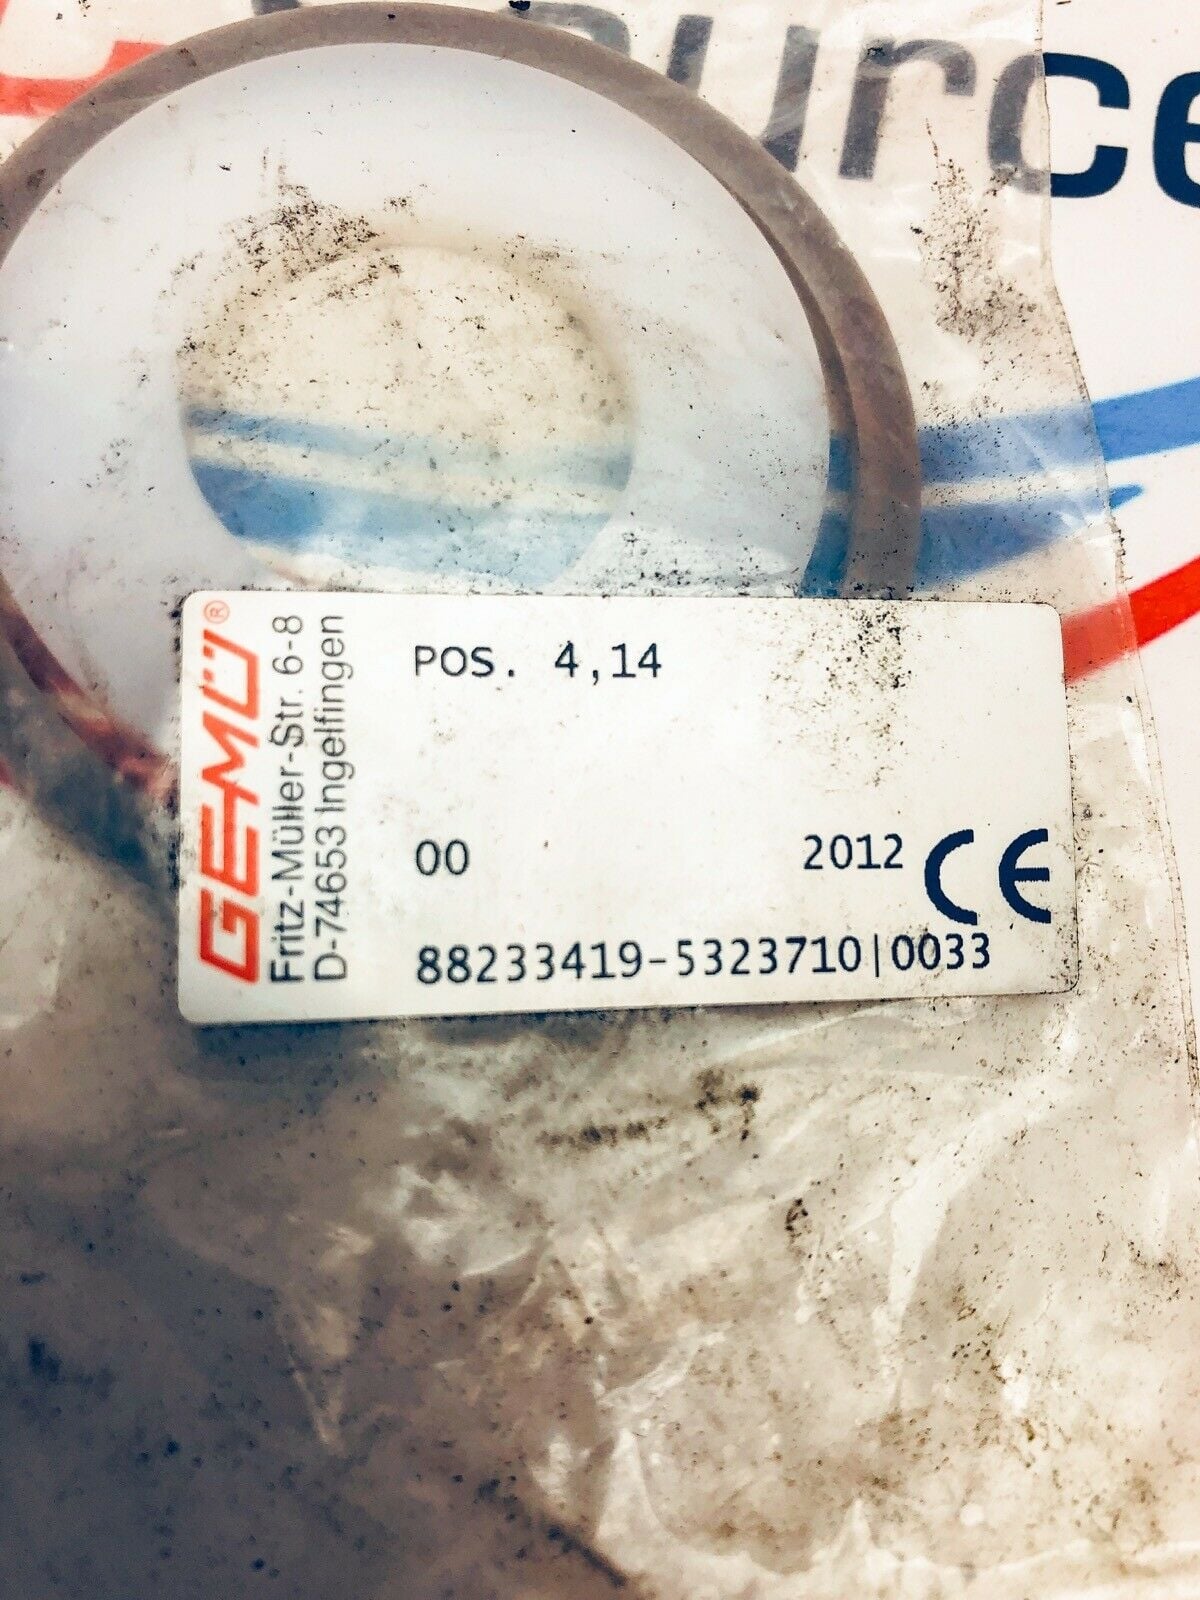 GEMÜ®
Fritz-Müller-Str. 6-8
D-74653 Ingelfingen
POS. 4,14
00
2012 CE
88233419-5323710|0033